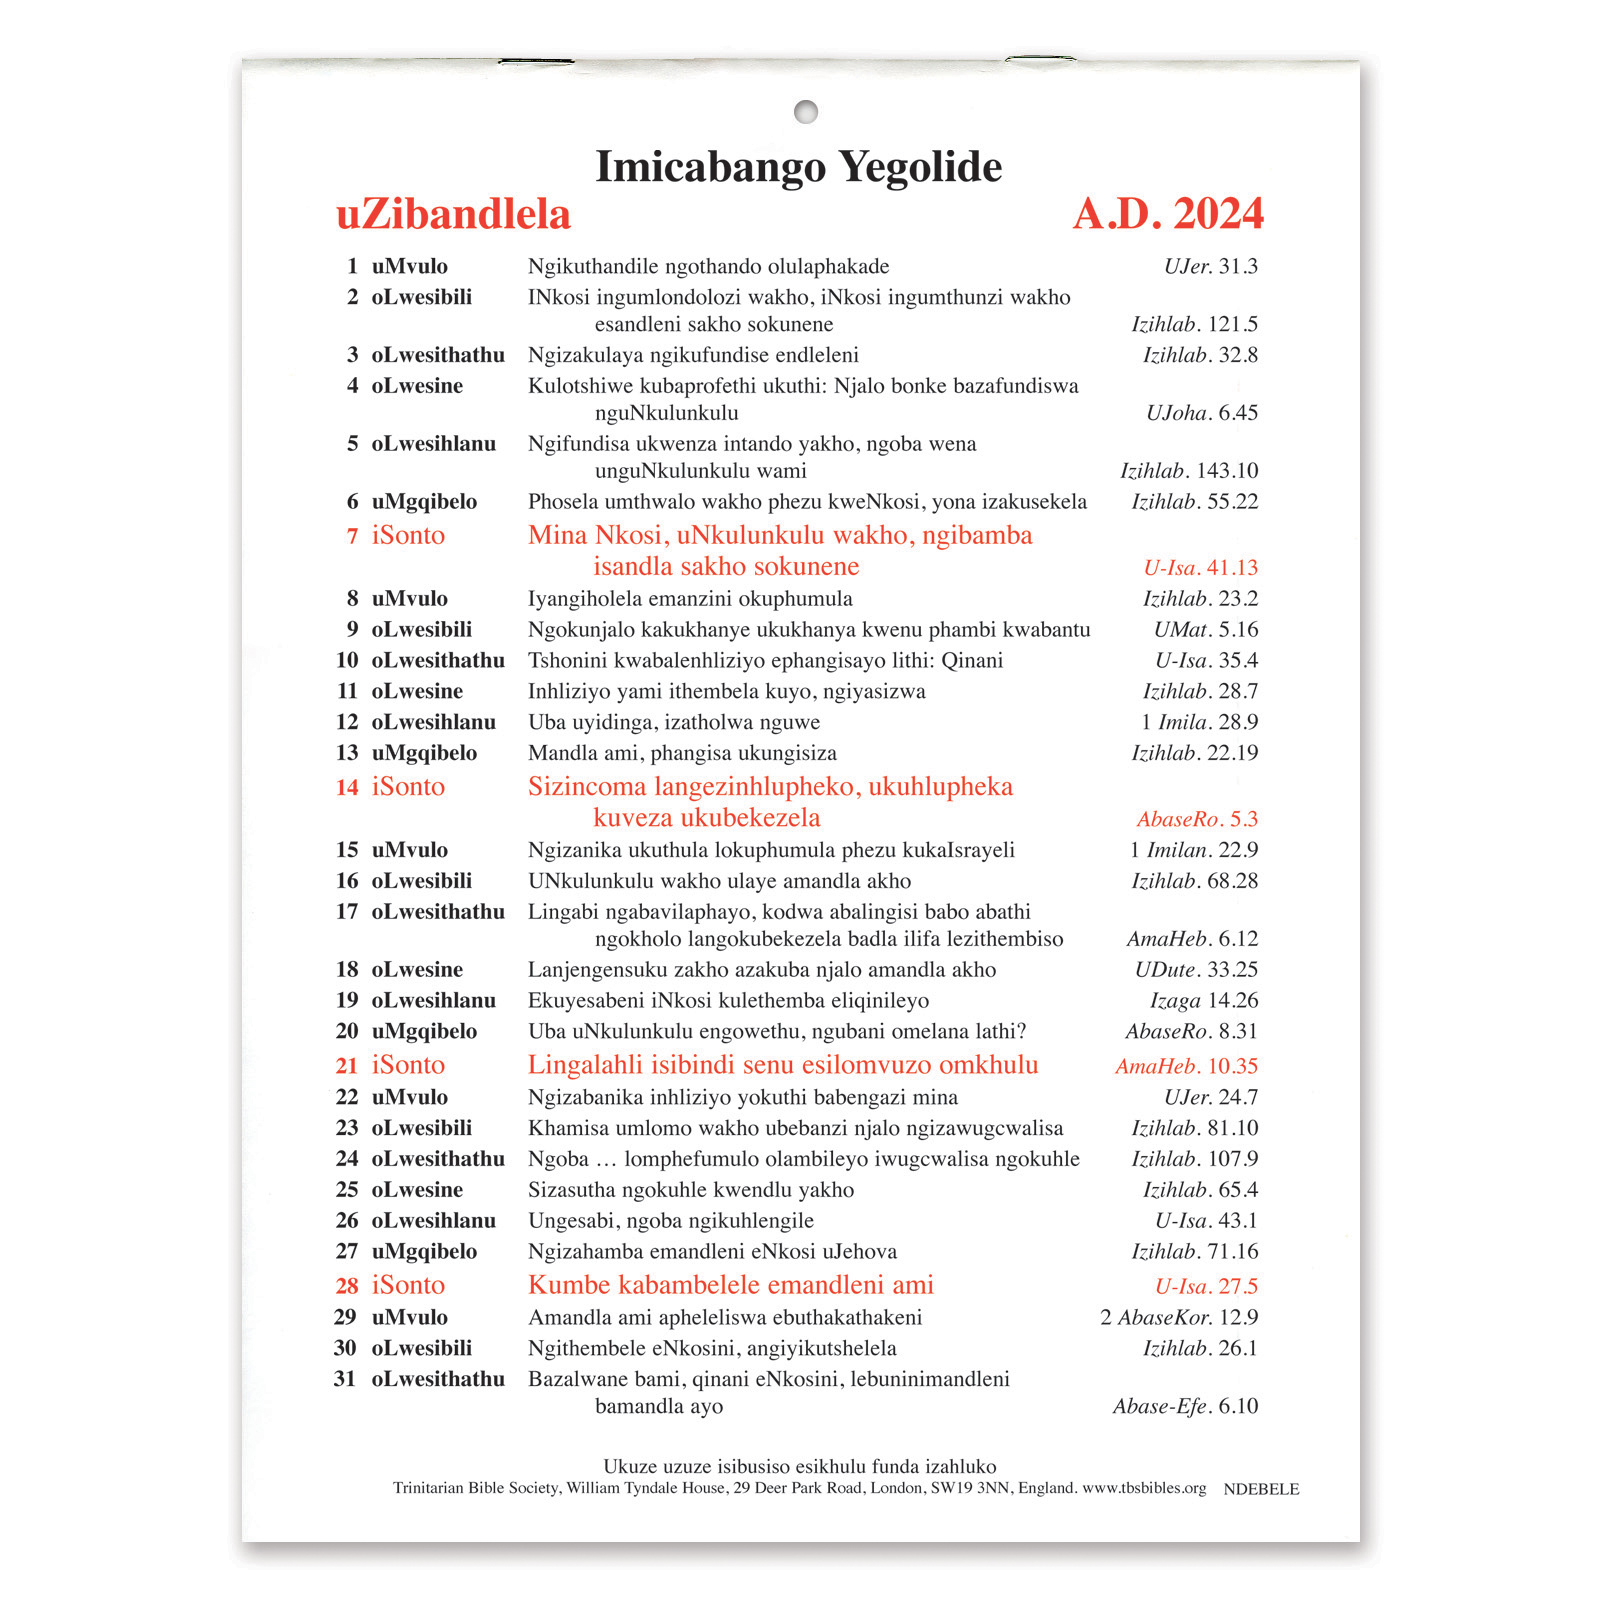 Imicabango Yegolide
uZibandlela A.D. 2024
1 uMvulo Ngikuthandile ngothando olulaphakade UJer. 31.3
2 oLwesibili INkosi ingumlondolozi wakho, iNkosi ingumthunzi wakho
esandleni sakho sokunene Izihlab. 121.5
3 oLwesithathu Ngizakulaya ngikufundise endleleni Izihlab. 32.8
4 oLwesine Kulotshiwe kubaprofethi ukuthi: Njalo bonke bazafundiswa
nguNkulunkulu UJoha. 6.45
5 oLwesihlanu Ngifundisa ukwenza intando yakho, ngoba wena
unguNkulunkulu wami Izihlab. 143.10
6 uMgqibelo Phosela umthwalo wakho phezu kweNkosi, yona izakusekela Izihlab. 55.22
7 iSonto Mina Nkosi, uNkulunkulu wakho, ngibamba
isandla sakho sokunene U-Isa. 41.13
8 uMvulo Iyangiholela emanzini okuphumula Izihlab. 23.2
9 oLwesibili Ngokunjalo kakukhanye ukukhanya kwenu phambi kwabantu UMat. 5.16
10 oLwesithathu Tshonini kwabalenhliziyo ephangisayo lithi: Qinani U-Isa. 35.4
11 oLwesine Inhliziyo yami ithembela kuyo, ngiyasizwa Izihlab. 28.7
12 oLwesihlanu Uba uyidinga, izatholwa nguwe 1 Imila. 28.9
13 uMgqibelo Mandla ami, phangisa ukungisiza Izihlab. 22.19
14 iSonto Sizincoma langezinhlupheko, ukuhlupheka
kuveza ukubekezela AbaseRo. 5.3
15 uMvulo Ngizanika ukuthula lokuphumula phezu kukaIsrayeli 1 Imilan. 22.9
16 oLwesibili UNkulunkulu wakho ulaye amandla akho Izihlab. 68.28
17 oLwesithathu Lingabi ngabavilaphayo, kodwa abalingisi babo abathi
ngokholo langokubekezela badla ilifa lezithembiso AmaHeb. 6.12
18 oLwesine Lanjengensuku zakho azakuba njalo amandla akho UDute. 33.25
19 oLwesihlanu Ekuyesabeni iNkosi kulethemba eliqinileyo Izaga 14.26
20 uMgqibelo Uba uNkulunkulu engowethu, ngubani omelana lathi? AbaseRo. 8.31
21 iSonto Lingalahli isibindi senu esilomvuzo omkhulu AmaHeb. 10.35
22 uMvulo Ngizabanika inhliziyo yokuthi babengazi mina UJer. 24.7
23 oLwesibili Khamisa umlomo wakho ubebanzi njalo ngizawugcwalisa Izihlab. 81.10
24 oLwesithathu Ngoba … lomphefumulo olambileyo iwugcwalisa ngokuhle Izihlab. 107.9
25 oLwesine Sizasutha ngokuhle kwendlu yakho Izihlab. 65.4
26 oLwesihlanu Ungesabi, ngoba ngikuhlengile U-Isa. 43.1
27 uMgqibelo Ngizahamba emandleni eNkosi uJehova Izihlab. 71.16
28 iSonto Kumbe kabambelele emandleni ami U-Isa. 27.5
29 uMvulo Amandla ami apheleliswa ebuthakathakeni 2 AbaseKor. 12.9
30 oLwesibili Ngithembele eNkosini, angiyikutshelela Izihlab. 26.1
31 oLwesithathu Bazalwane bami, qinani eNkosini, lebuninimandleni
bamandla ayo Abase-Efe. 6.10
Ukuze uzuze isibusiso esikhulu funda izahluko
Trinitarian Bible Society, William Tyndale House, 29 Deer Park Road, London, SW19 3NN, England. www.tbsbibles.org NDEBELE